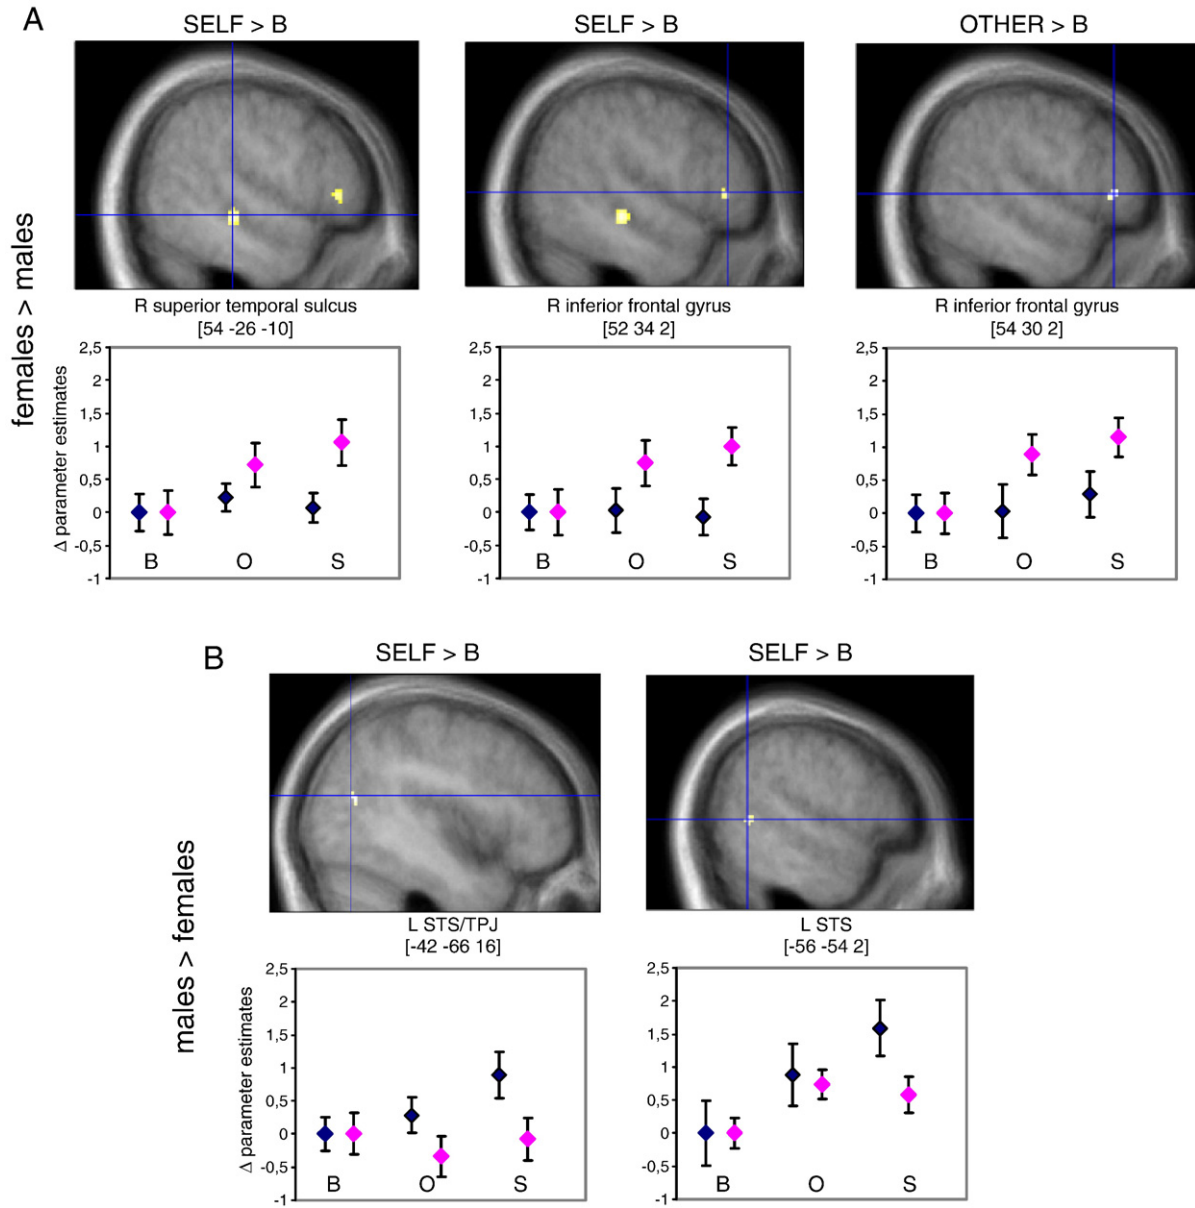 A
SELF > B
SELF > B
OTHER > B
females > males
R superior temporal sulcus
[54 -26 -10]
R inferior frontal gyrus
[52 34 2]
R inferior frontal gyrus
[54 30 2]
Δ parameter estimates
2,5
2
1,5
1
0,5
0
-0,5
-1
B O S
2,5
2
1,5
1
0,5
0
-0,5
-1
B O S
2,5
2
1,5
1
0,5
0
-0,5
-1
B O S
B
SELF > B
SELF > B
males > females
L STS/TPJ
[-42 -66 16]
L STS
[-56 -54 2]
Δ parameter estimates
2,5
2
1,5
1
0,5
0
-0,5
-1
B O S
2,5
2
1,5
1
0,5
0
-0,5
-1
B O S